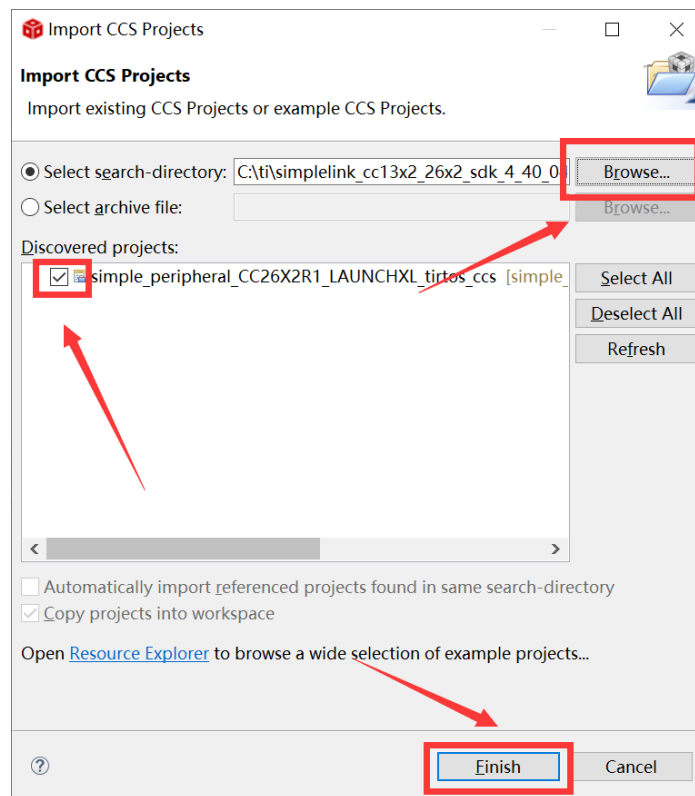 Import CCS Projects
Import CCS Projects
Import existing CCS Projects or example CCS Projects.
Select search-directory: C:\ti\simplelink_cc13x2_26x2_sdk_4_40_04 Browse...
Select archive file: Browse...
Discovered projects:
simple_peripheral_CC26X2R1_LAUNCHXL_tirtos_ccs [simple_
Select All
Deselect All
Refresh
Automatically import referenced projects found in same search-directory
Copy projects into workspace
Open Resource Explorer to browse a wide selection of example projects...
Finish Cancel